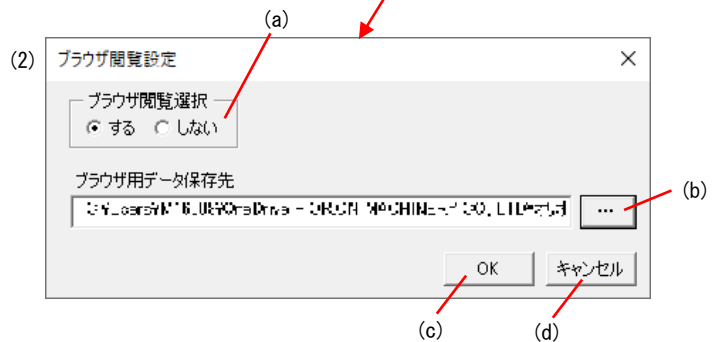 (a)
(2)
ブラウザ閲覧設定
ブラウザ閲覧選択
する しない
ブラウザ用データ保存先
... (b)
OK キャンセル
(c) (d)